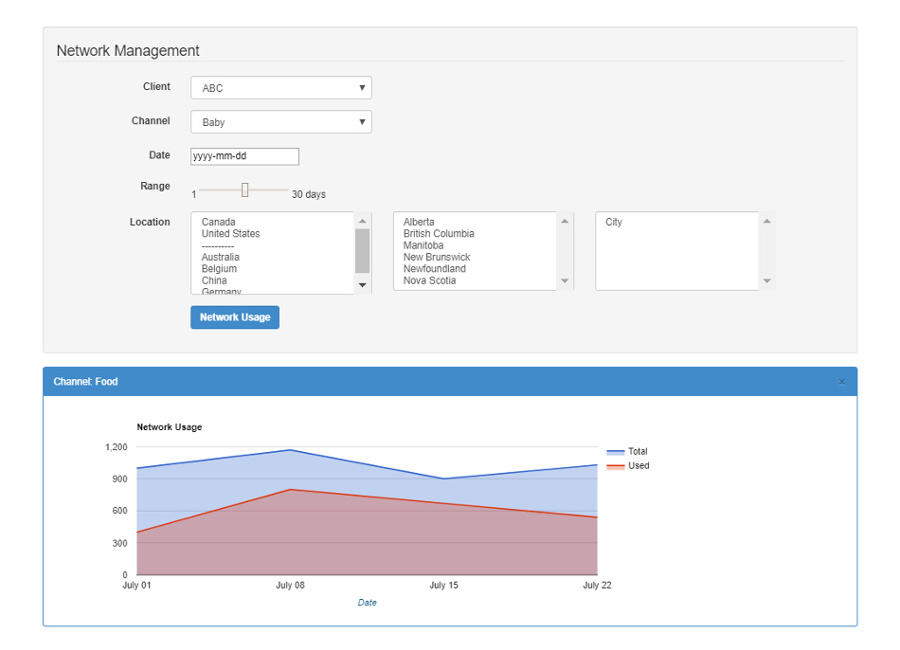 Network Management
Client
ABC
Channel
Baby
Date
yyyy-mm-dd
Range
1
30 days
Location
Canada
United States
----------
Australia
Belgium
China
Germany
Alberta
British Columbia
Manitoba
New Brunswick
Newfoundland
Nova Scotia
City
Network Usage
Channel: Food
×
Network Usage
1,200
900
600
300
0
July 01
July 08
July 15
July 22
Date
Total
Used